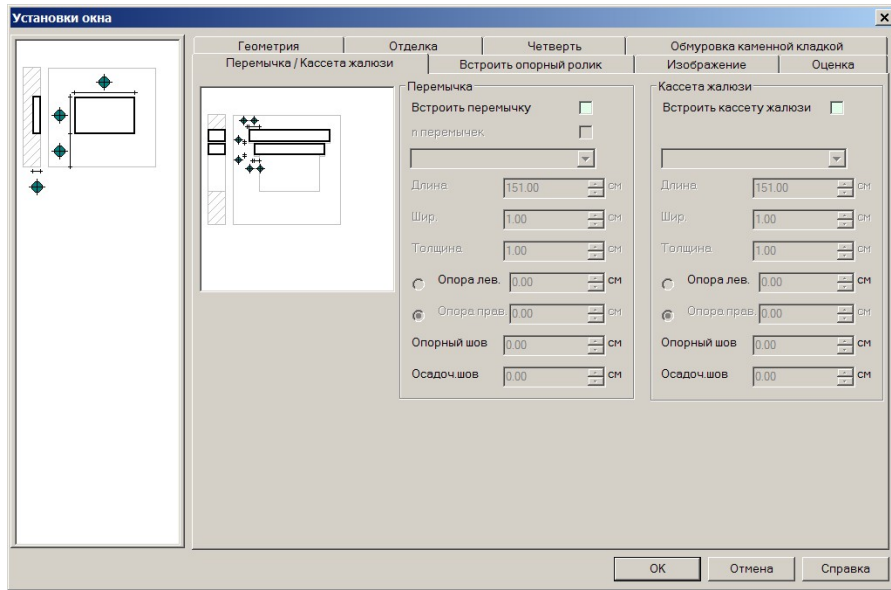 Установки окна
Геометрия Отделка Четверть Обмуровка каменной кладкой
Перемычка / Кассета жалюзи Встроить опорный ролик Изображение Оценка
Перемычка Кассета жалюзи
Встроить перемычку Встроить кассету жалюзи
n перемычек
Длина 151.00 см Длина 151.00 см
Шир. 1.00 см Шир. 1.00 см
Толщина 1.00 см Толщина 1.00 см
Опора лев. 0.00 см Опора лев. 0.00 см
Опора прав. 0.00 см Опора прав. 0.00 см
Опорный шов 0.00 см Опорный шов 0.00 см
Осадоч.шов 0.00 см Осадоч.шов 0.00 см
OK Отмена Справка